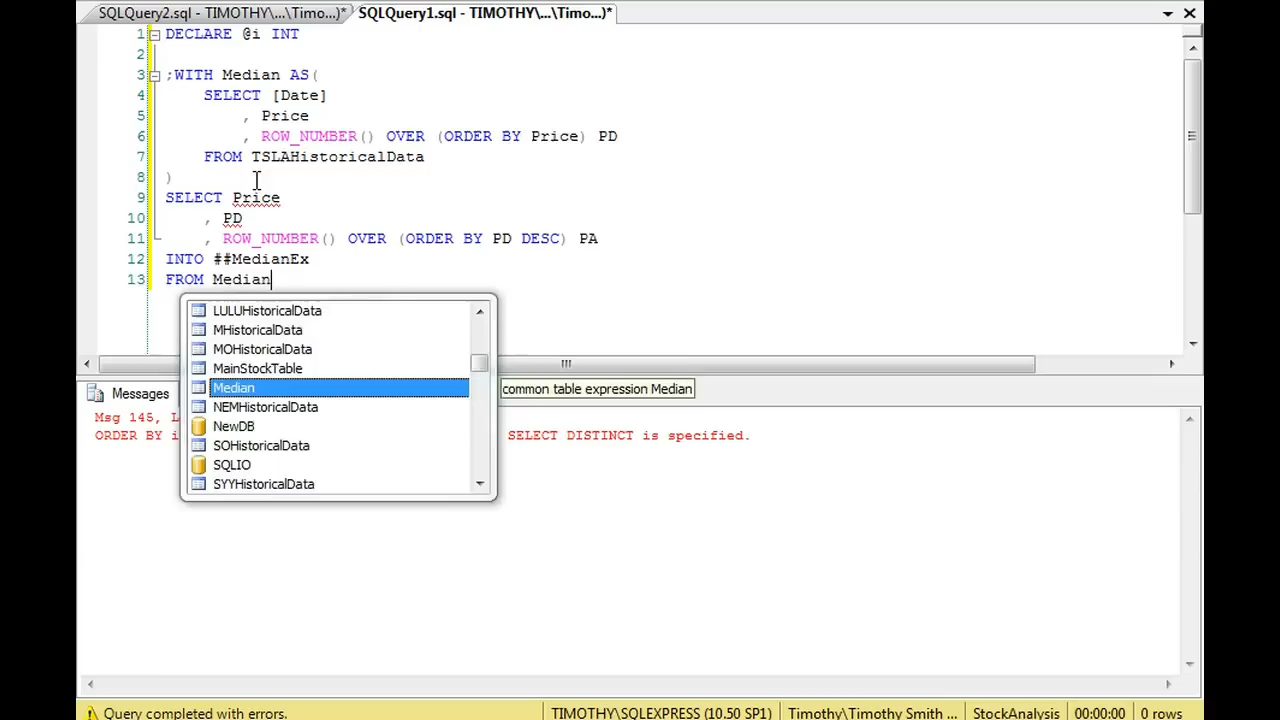 SQLQuery2.sql - TIMOTHY\...\Timo...)* SQLQuery1.sql - TIMOTHY\...\Timo...)*
1 DECLARE @i INT
2
3 ;WITH Median AS(
4 SELECT [Date]
5 , Price
6 , ROW_NUMBER() OVER (ORDER BY Price) PD
7 FROM TSLAHistoricalData
8 )
9 SELECT Price
10 , PD
11 , ROW_NUMBER() OVER (ORDER BY PD DESC) PA
12 INTO ##MedianEx
13 FROM Median
LULUHistoricalData
MHistoricalData
MOHistoricalData
MainStockTable
Median
NEMHistoricalData
NewDB
SOHistoricalData
SQLIO
SYYHistoricalData
common table expression Median
Messages
Msg 145, L
ORDER BY i SELECT DISTINCT is specified.
Query completed with errors. TIMOTHY\SQLEXPRESS (10.50 SP1) Timothy\Timothy Smith ... StockAnalysis 00:00:00 0 rows